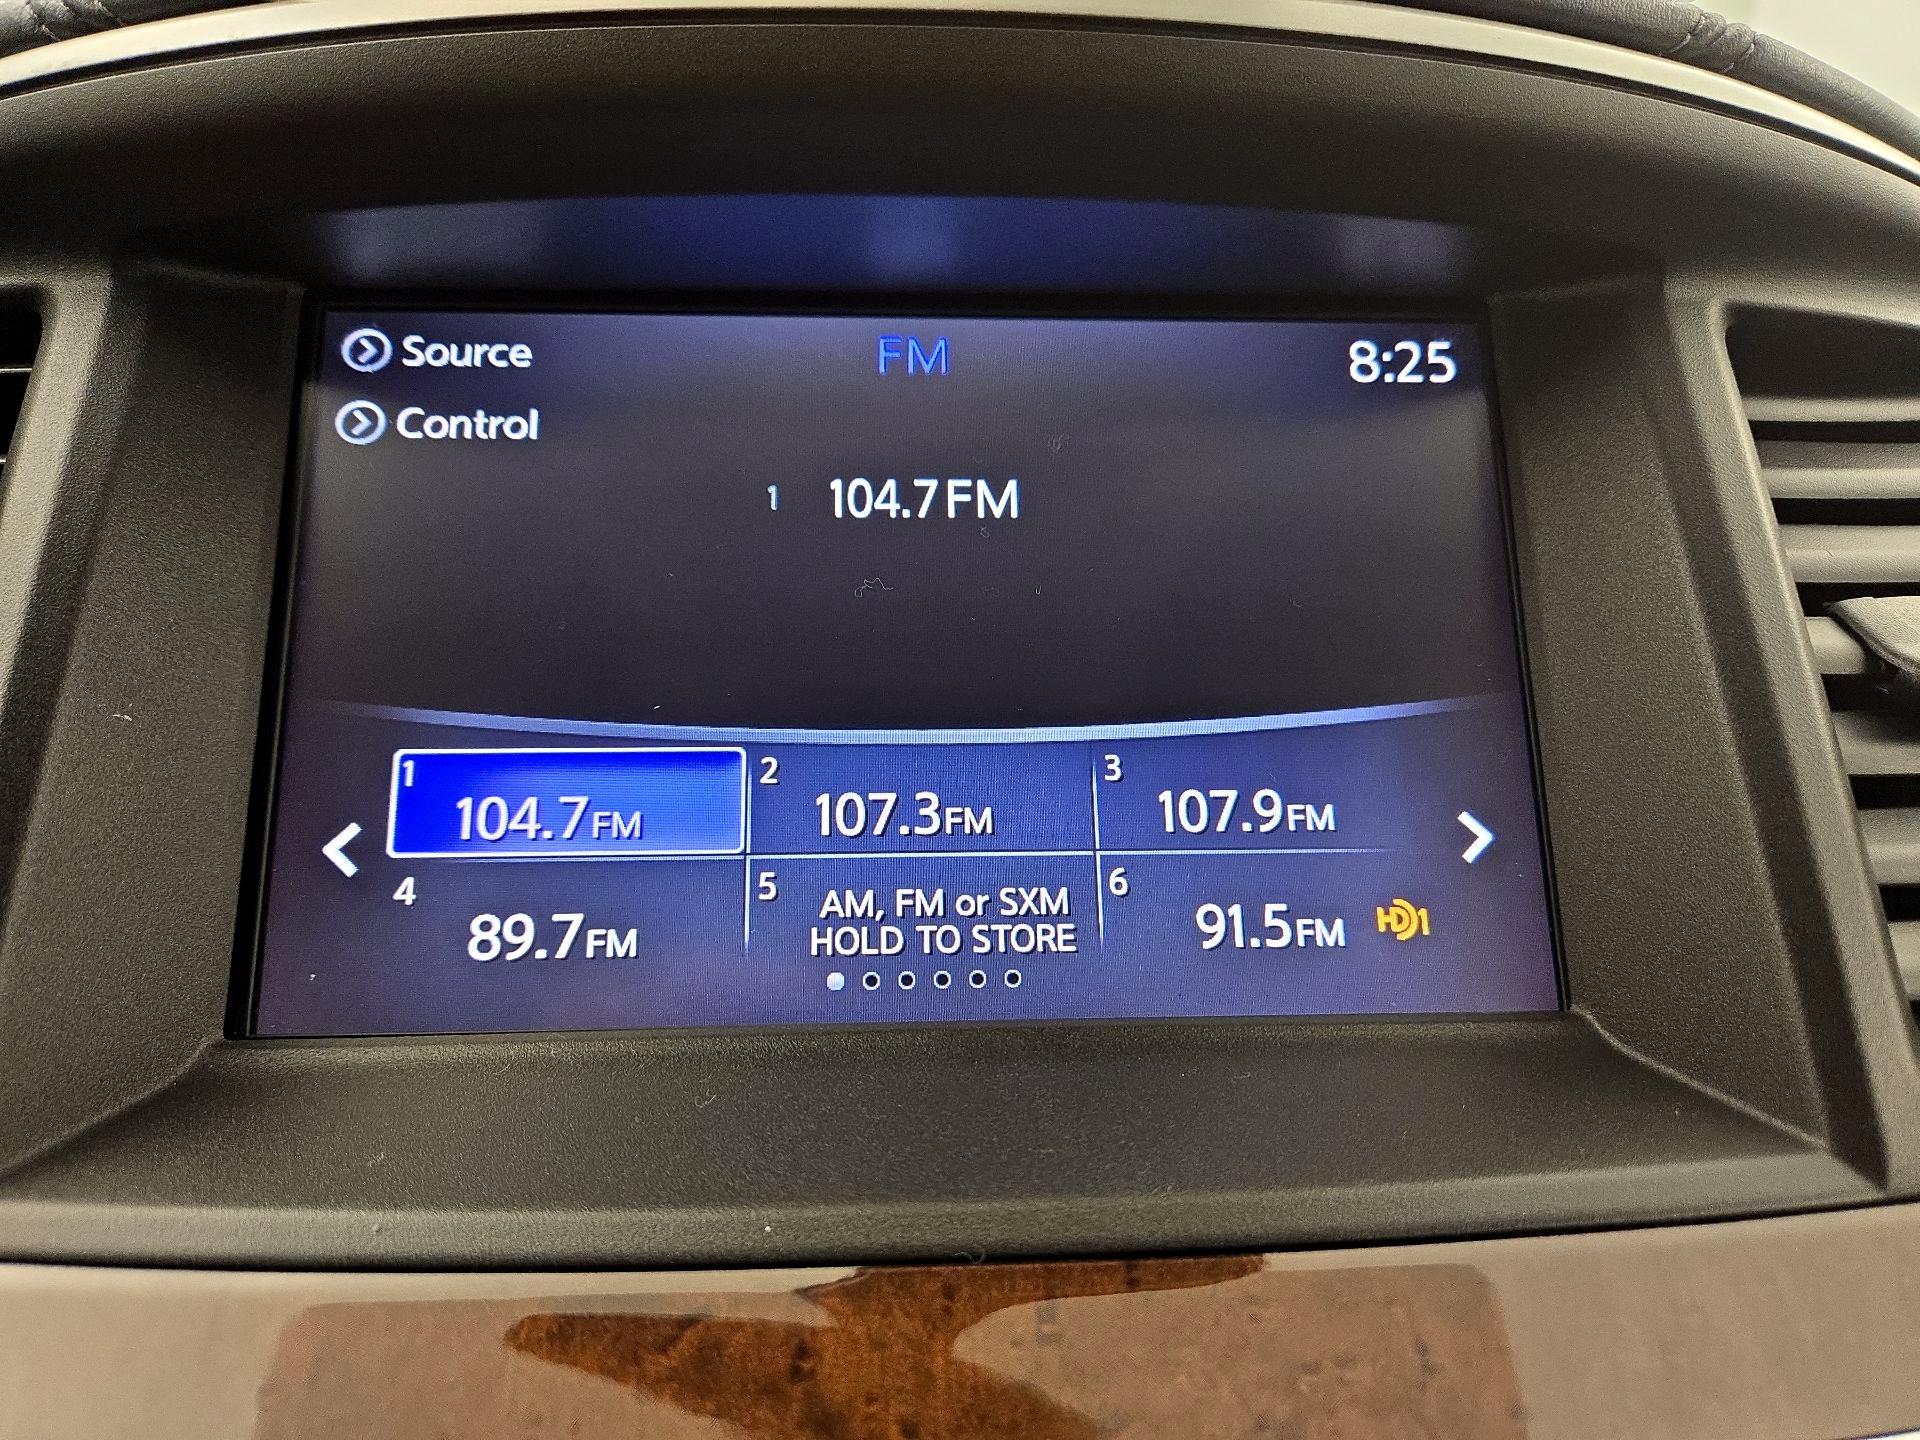 Source
FM
8:25
Control
1 104.7FM
1
104.7FM
2
107.3FM
3
107.9FM
4
89.7FM
5
AM, FM or SXM
HOLD TO STORE
6
91.5FM HD1